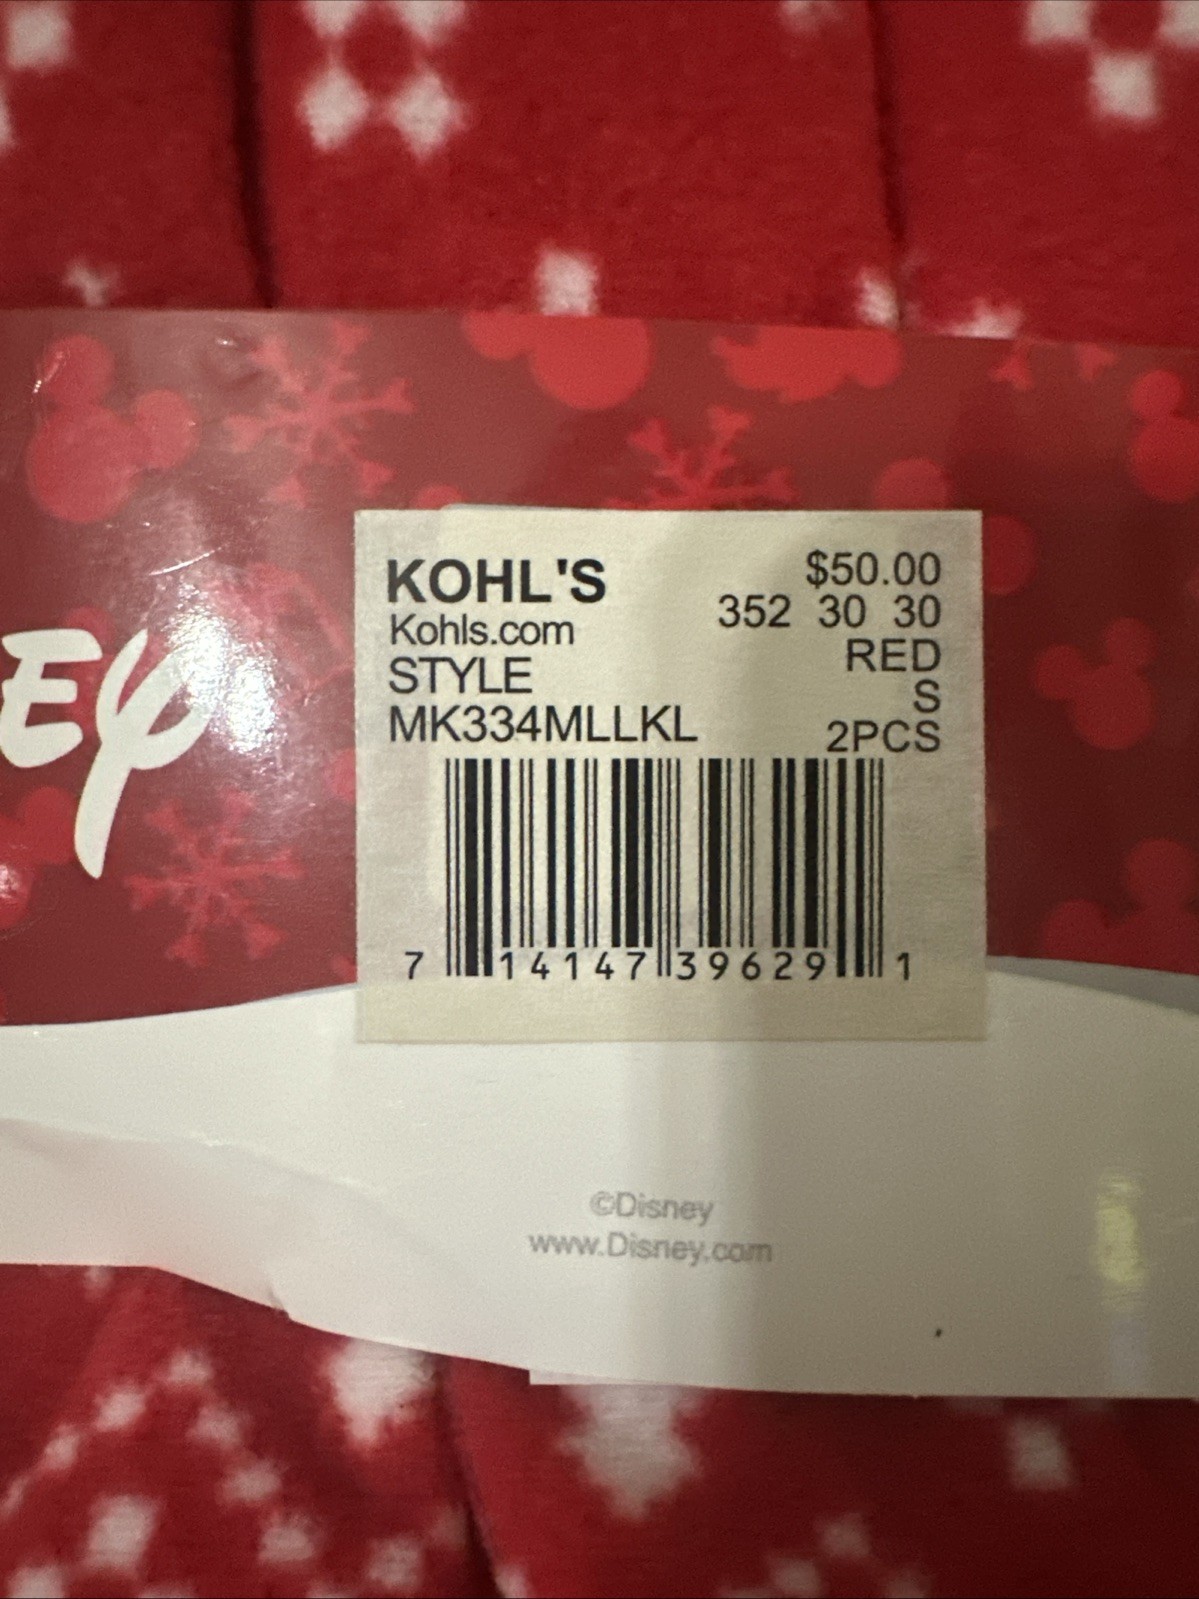 EY
KOHL'S
Kohls.com
STYLE
MK334MLLKL
$50.00
352 30 30
RED
S
2PCS
7 14147 39629 1
©Disney
www.Disney.com